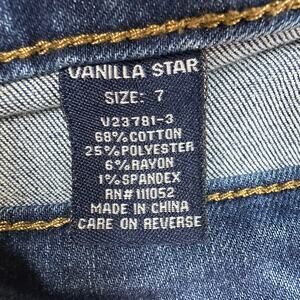 VANILLA STAR
SIZE: 7
V23781-3
68% COTTON
25% POLYESTER
6% RAYON
1% SPANDEX
RN# 111052
MADE IN CHINA
CARE ON REVERSE